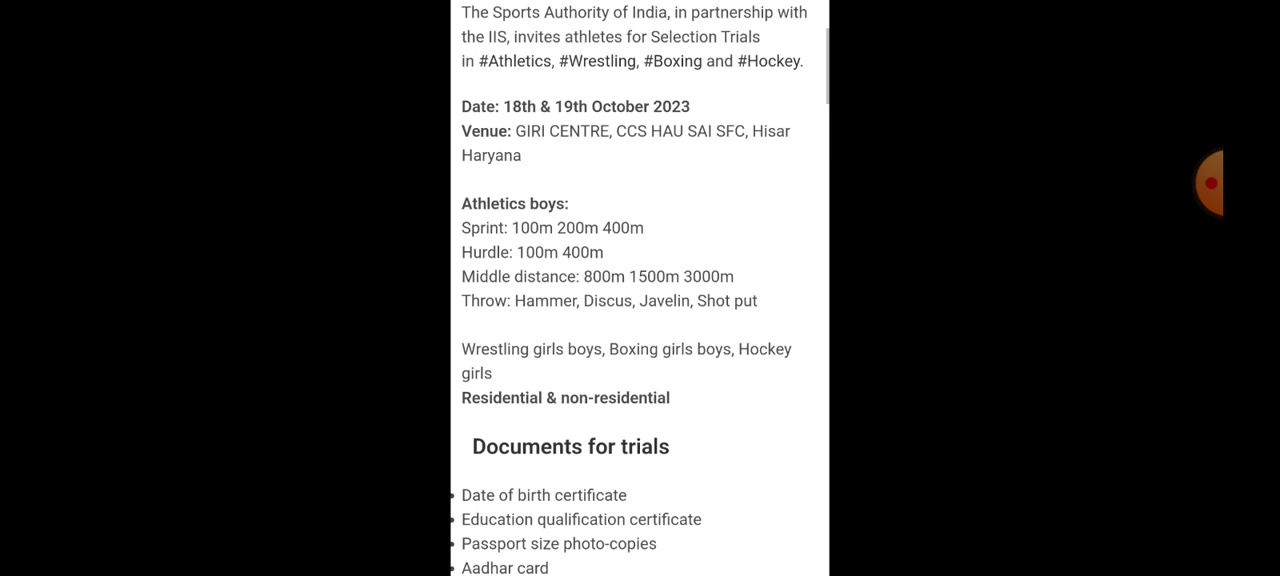 The Sports Authority of India, in partnership with
the IIS, invites athletes for Selection Trials
in #Athletics, #Wrestling, #Boxing and #Hockey.
Date: 18th & 19th October 2023
Venue: GIRI CENTRE, CCS HAU SAI SFC, Hisar
Haryana
Athletics boys:
Sprint: 100m 200m 400m
Hurdle: 100m 400m
Middle distance: 800m 1500m 3000m
Throw: Hammer, Discus, Javelin, Shot put
Wrestling girls boys, Boxing girls boys, Hockey
girls
Residential & non-residential
Documents for trials
Date of birth certificate
Education qualification certificate
Passport size photo-copies
Aadhar card